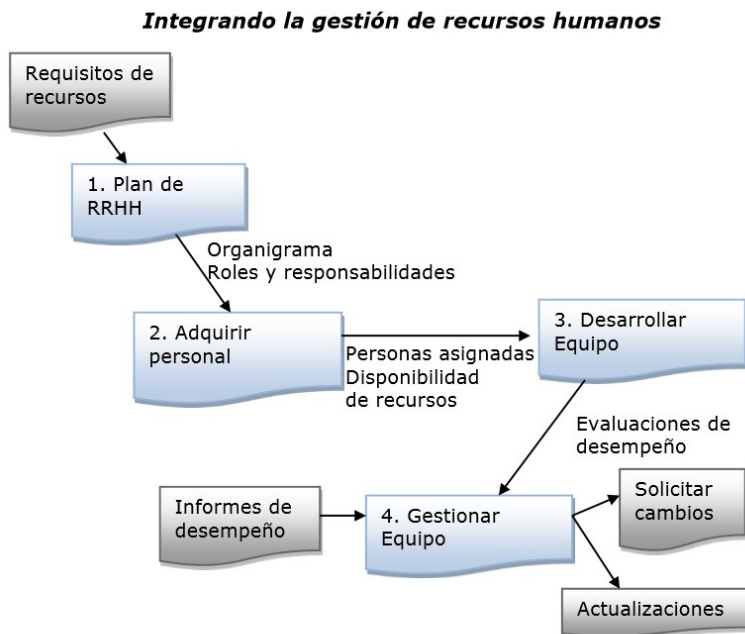 Integrando la gestión de recursos humanos
Requisitos de
recursos
1. Plan de
RRHH
Organigrama
Roles y responsabilidades
2. Adquirir
personal
Personas asignadas
Disponibilidad
de recursos
3. Desarrollar
Equipo
Evaluaciones de
desempeño
Informes de
desempeño
4. Gestionar
Equipo
Solicitar
cambios
Actualizaciones